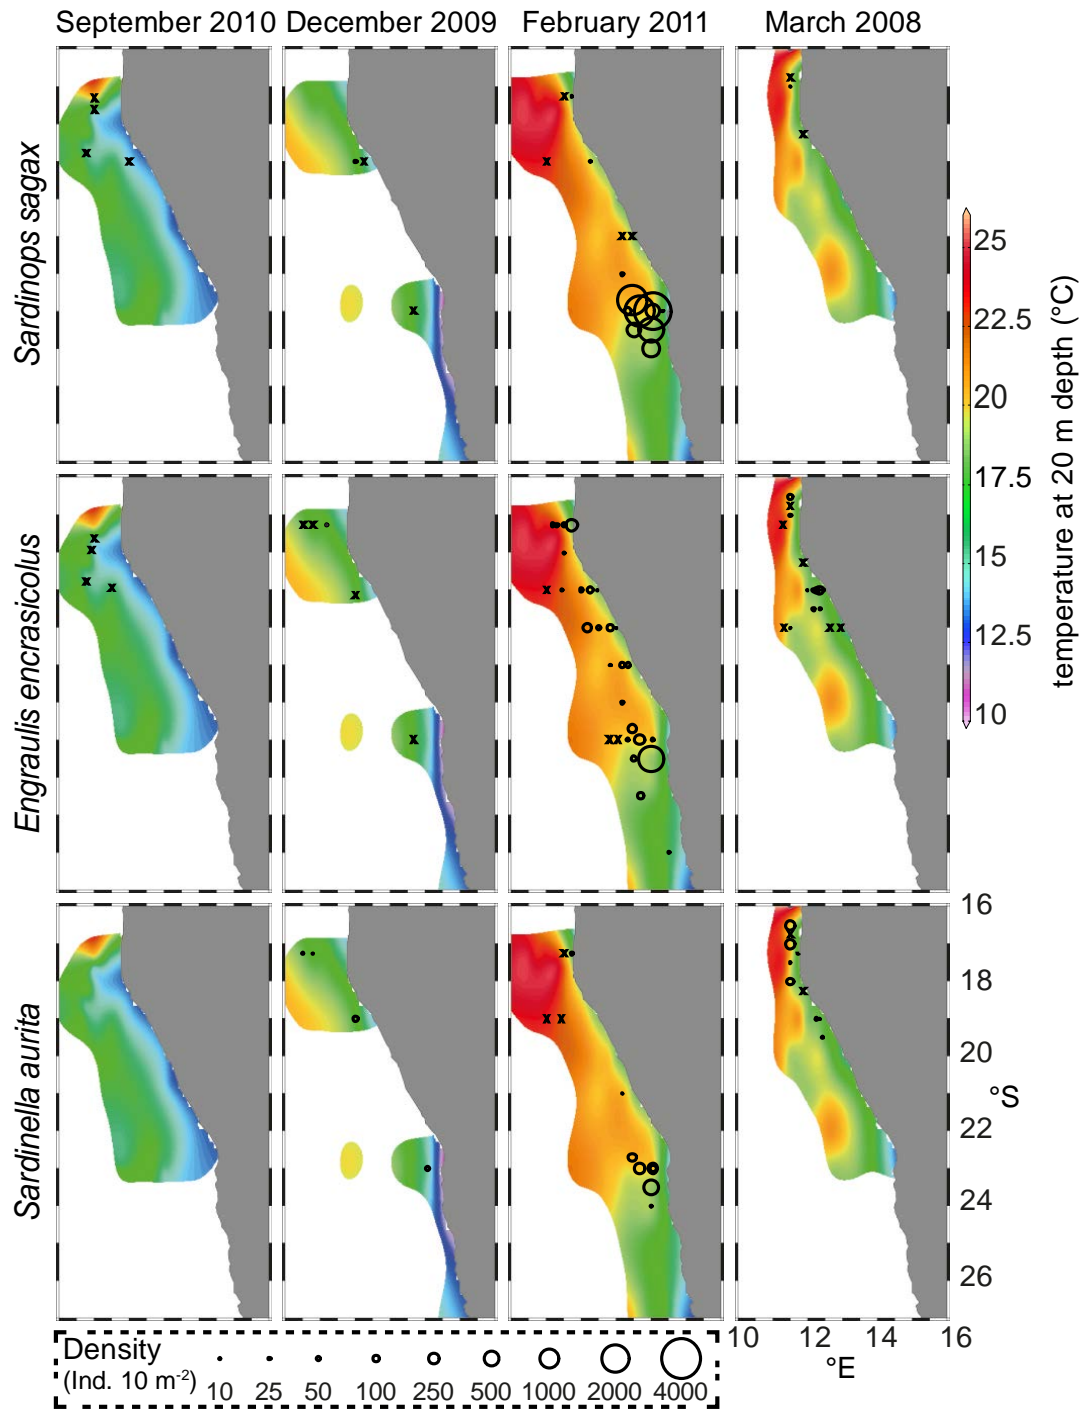 September 2010 December 2009 February 2011 March 2008
Sardinops sagax
Engraulis encrasicolus
Sardinella aurita
25
22.5
20
17.5
15
12.5
10
temperature at 20 m depth (°C)
16
18
20
°S
22
24
26
10 12 14 16
°E
Density
(Ind. 10 m-2)
10 25 50 100 250 500 1000 2000 4000